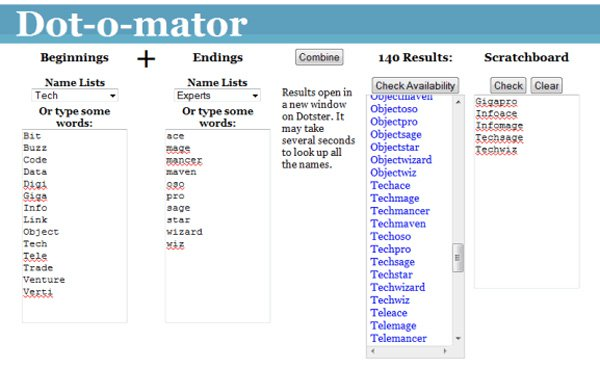 Dot-o-mator
Beginnings
+
Endings
Combine
140 Results:
Scratchboard
Name Lists
Tech
Or type some
words:
Bit
Buzz
Code
Data
Digi
Giga
Info
Link
Object
Tech
Tele
Trade
Venture
Verti
Name Lists
Experts
Or type some
words:
ace
mage
mancer
maven
oso
pro
sage
star
wizard
wiz
Results open in
a new window
on Dotster. It
may take
several seconds
to look up all
the names.
Check Availability
Objectmaven
Objectoso
Objectpro
Objectsage
Objectstar
Objectwizard
Objectwiz
Techace
Techmage
Techmancer
Techmaven
Techoso
Techpro
Techsage
Techstar
Techwizard
Techwiz
Teleace
Telemage
Telemancer
Check Clear
Gigapro
Infoace
Infomage
Techsage
Techwiz